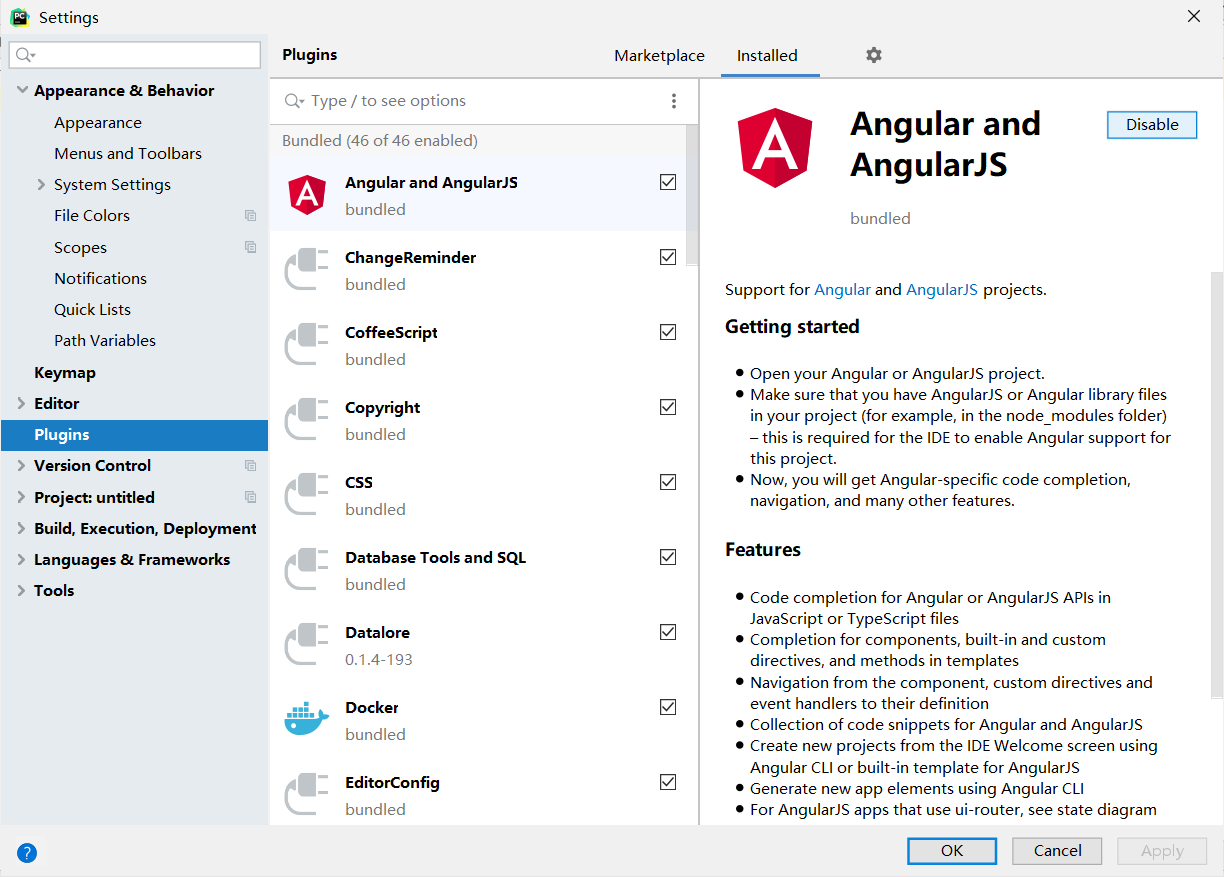 Settings
Appearance & Behavior
Appearance
Menus and Toolbars
System Settings
File Colors
Scopes
Notifications
Quick Lists
Path Variables
Keymap
Editor
Plugins
Version Control
Project: untitled
Build, Execution, Deployment
Languages & Frameworks
Tools
?
Plugins
Marketplace
Installed
Type / to see options
Bundled (46 of 46 enabled)
Angular and AngularJS
bundled
ChangeReminder
bundled
CoffeeScript
bundled
Copyright
bundled
CSS
bundled
Database Tools and SQL
bundled
Datalore
0.1.4-193
Docker
bundled
EditorConfig
bundled
Angular and
AngularJS
Disable
bundled
Support for Angular and AngularJS projects.
Getting started
Open your Angular or AngularJS project.
Make sure that you have AngularJS or Angular library files
in your project (for example, in the node_modules folder)
– this is required for the IDE to enable Angular support for
this project.
Now, you will get Angular-specific code completion,
navigation, and many other features.
Features
Code completion for Angular or AngularJS APIs in
JavaScript or TypeScript files
Completion for components, built-in and custom
directives, and methods in templates
Navigation from the component, custom directives and
event handlers to their definition
Collection of code snippets for Angular and AngularJS
Create new projects from the IDE Welcome screen using
Angular CLI or built-in template for AngularJS
Generate new app elements using Angular CLI
For AngularJS apps that use ui-router, see state diagram
OK
Cancel
Apply